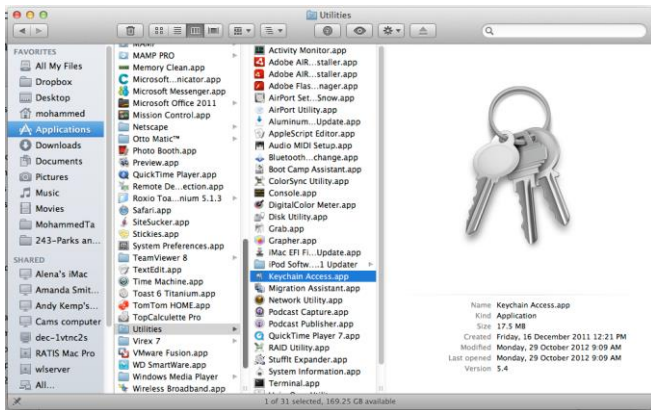 Utilities
FAVORITES
All My Files
Dropbox
Desktop
mohammed
Applications
Downloads
Documents
Pictures
Music
Movies
MohammedTa
243-Parks an...
SHARED
Alena's iMac
Amanda Smit...
Andy Kemp's...
Cams computer
dec-1vtnc2s
RATIS Mac Pro
wlserver
All...
MAMP
MAMP PRO
Memory Clean.app
Microsoft...nicator.app
Microsoft Messenger.app
Microsoft Office 2011
Mission Control.app
Netscape
Otto Matic™
Photo Booth.app
Preview.app
QuickTime Player.app
Remote De...ection.app
Roxio Toa...nium 5.1.3
Safari.app
SiteSucker.app
Stickies.app
System Preferences.app
TeamViewer 8
TextEdit.app
Time Machine.app
Toast 6 Titanium.app
TomTom HOME.app
TopCalculette Pro
Utilities
Virex 7
VMware Fusion.app
WD SmartWare.app
Windows Media Player
Wireless Broadband.app
Activity Monitor.app
Adobe AIR...staller.app
Adobe AIR...staller.app
Adobe Flas...nager.app
AirPort Set...Snow.app
AirPort Utility.app
Aluminum...Update.app
AppleScript Editor.app
Audio MIDI Setup.app
Bluetooth...change.app
Boot Camp Assistant.app
ColorSync Utility.app
Console.app
DigitalColor Meter.app
Disk Utility.app
Grab.app
Grapher.app
iMac EFI Fi...Update.app
iPod Softw....1 Updater
Keychain Access.app
Migration Assistant.app
Network Utility.app
Podcast Capture.app
Podcast Publisher.app
QuickTime Player 7.app
RAID Utility.app
StuffIt Expander.app
System Information.app
Terminal.app
Name Keychain Access.app
Kind Application
Size 17.5 MB
Created Friday, 16 December 2011 12:21 PM
Modified Monday, 29 October 2012 9:09 AM
Last opened Monday, 29 October 2012 9:09 AM
Version 5.4
1 of 31 selected, 169.25 GB available